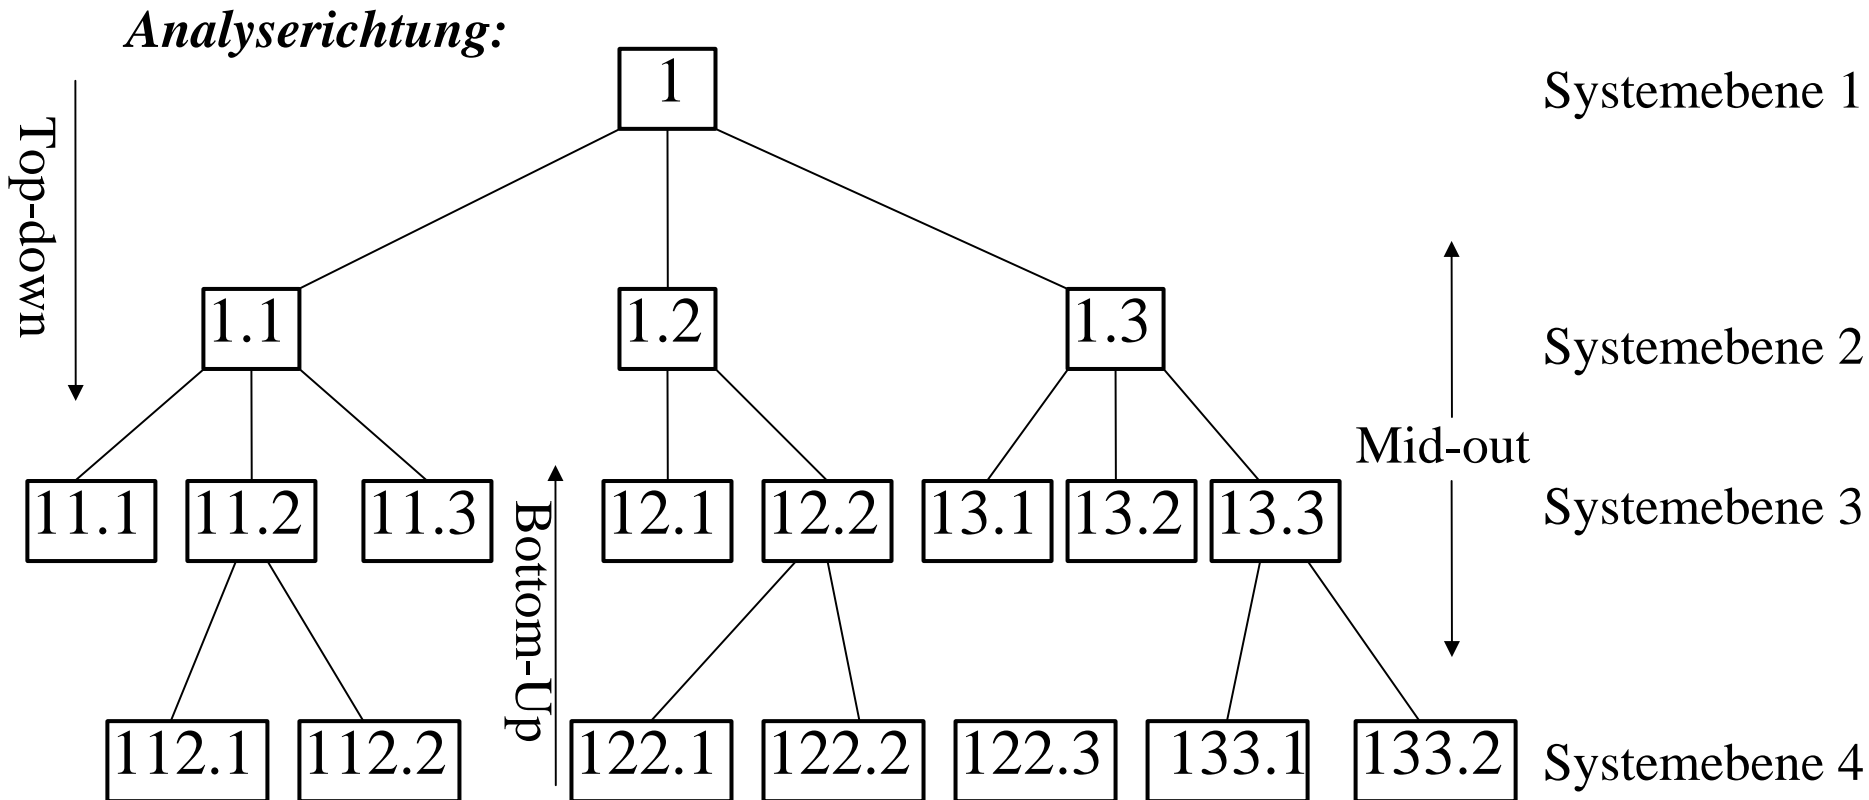 Analyserichtung:
1
Systemebene 1
Top-down
1.1
1.2
1.3
Systemebene 2
Mid-out
11.1
11.2
11.3
12.1
12.2
13.1
13.2
13.3
Systemebene 3
Bottom-Up
112.1
112.2
122.1
122.2
122.3
133.1
133.2
Systemebene 4